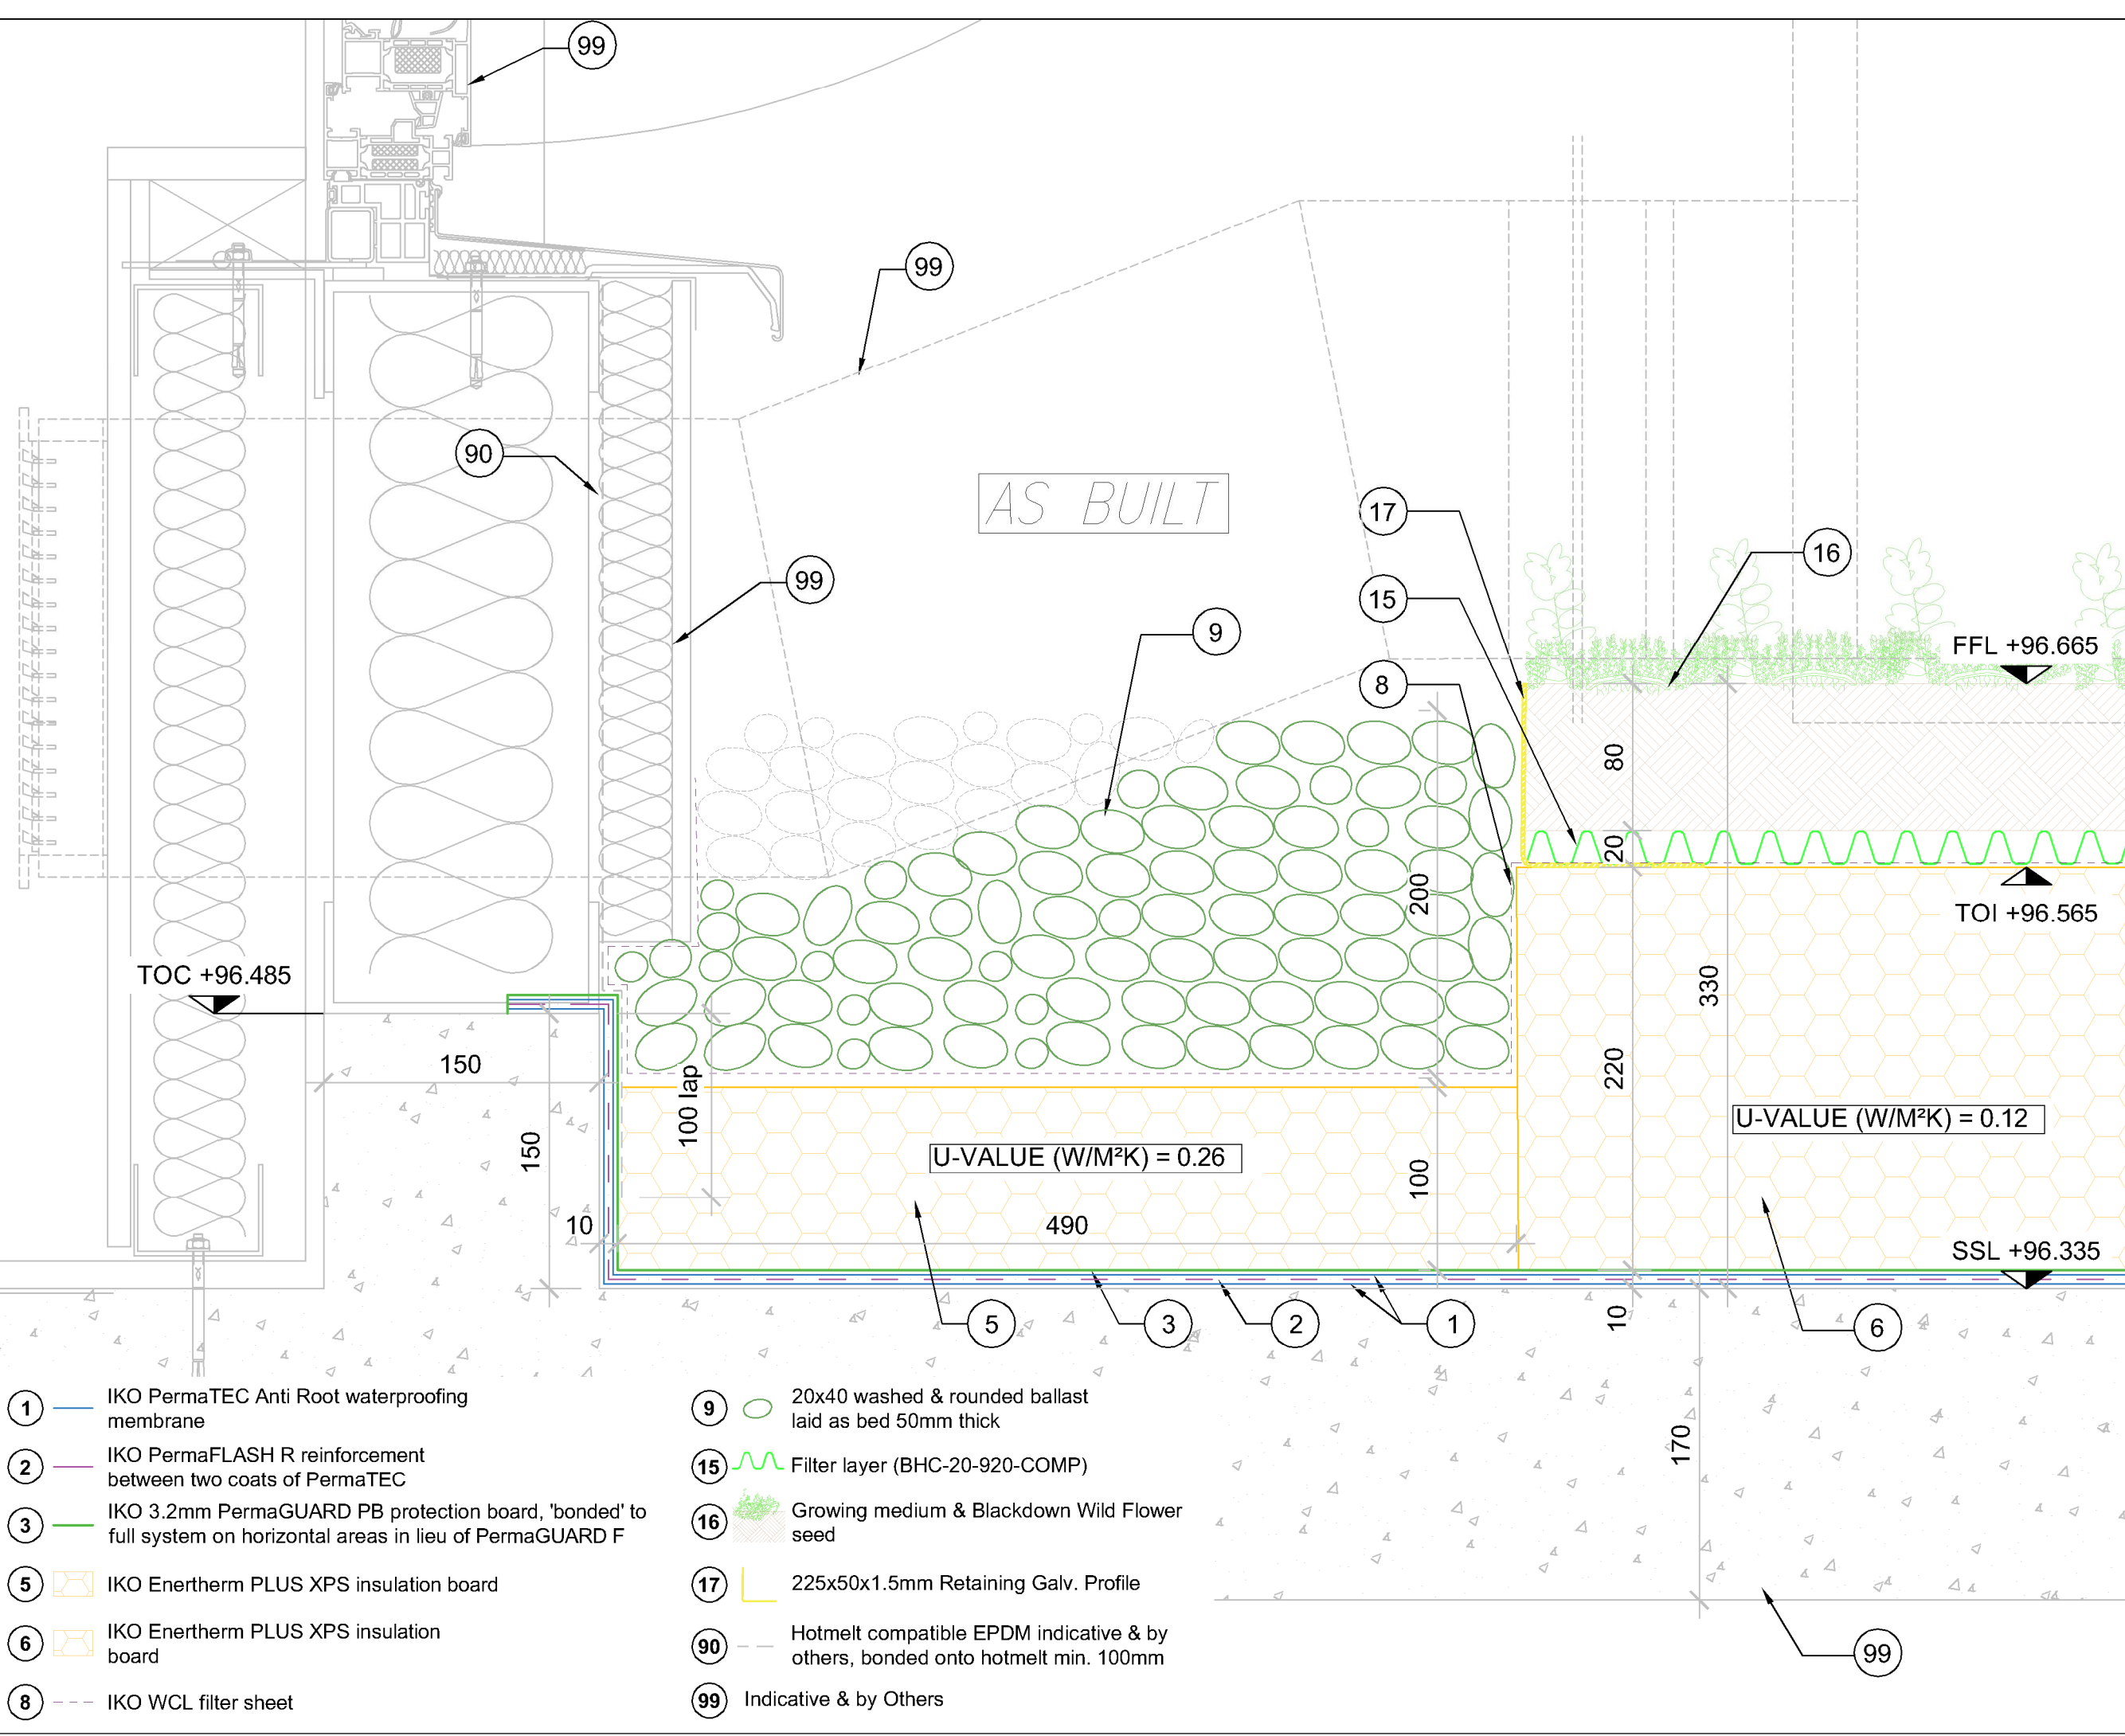 99
99
90
AS BUILT
17
16
99
15
9
FFL +96.665
8
80
20
200
TOI +96.565
TOC +96.485
330
150
220
100 lap
U-VALUE (W/M²K) = 0.12
150
U-VALUE (W/M²K) = 0.26
100
10
490
SSL +96.335
5
3
2
1
10
6
170
99
1 IKO PermaTEC Anti Root waterproofing
membrane
2 IKO PermaFLASH R reinforcement
between two coats of PermaTEC
3 IKO 3.2mm PermaGUARD PB protection board, 'bonded' to
full system on horizontal areas in lieu of PermaGUARD F
5 IKO Enertherm PLUS XPS insulation board
6 IKO Enertherm PLUS XPS insulation
board
8 IKO WCL filter sheet
9 20x40 washed & rounded ballast
laid as bed 50mm thick
15 Filter layer (BHC-20-920-COMP)
16 Growing medium & Blackdown Wild Flower
seed
17 225x50x1.5mm Retaining Galv. Profile
90 Hotmelt compatible EPDM indicative & by
others, bonded onto hotmelt min. 100mm
99 Indicative & by Others